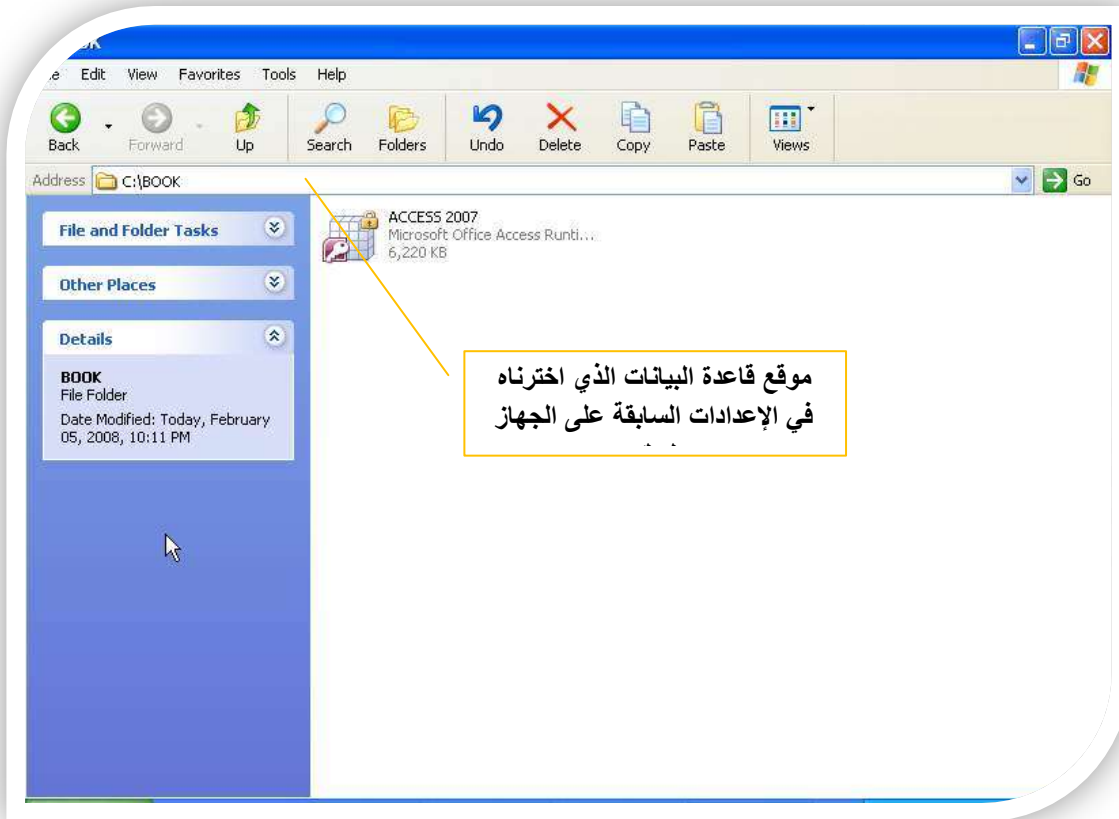 Edit View Favorites Tools Help
Back Forward Up Search Folders Undo Delete Copy Paste Views
Address C:\BOOK Go
File and Folder Tasks
Other Places
Details
BOOK
File Folder
Date Modified: Today, February
05, 2008, 10:11 PM
ACCESS 2007
Microsoft Office Access Runti...
6,220 KB
موقع قاعدة البيانات الذي اخترناه
في الإعدادات السابقة على الجهاز